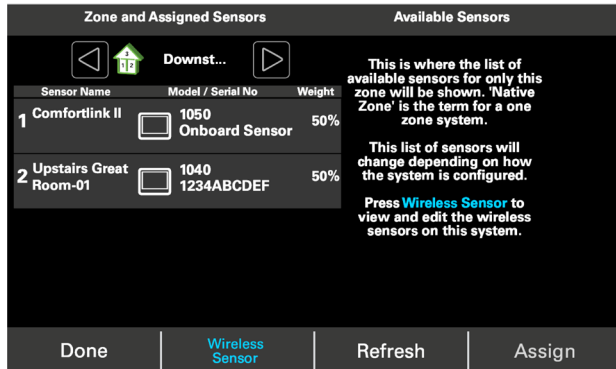 Zone and Assigned Sensors
Available Sensors
3
1 2
Downst...
Sensor Name Model / Serial No Weight
1 Comfortlink II 1050 50%
Onboard Sensor
2 Upstairs Great 1040 50%
Room-01 1234ABCDEF
This is where the list of
available sensors for only this
zone will be shown. 'Native
Zone' is the term for a one
zone system.
This list of sensors will
change depending on how
the system is configured.
Press Wireless Sensor to
view and edit the wireless
sensors on this system.
Done
Wireless
Sensor
Refresh
Assign